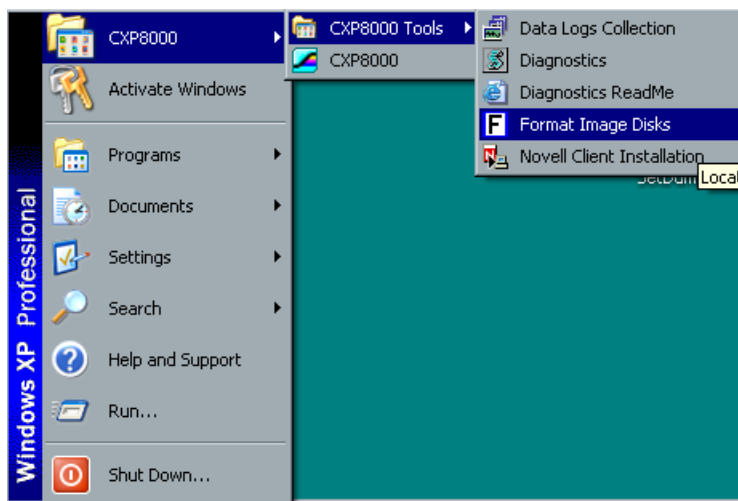 CXP8000
Activate Windows
Programs
Documents
Settings
Search
Help and Support
Run...
Shut Down...
Windows XP Professional
CXP8000 Tools
CXP8000
Data Logs Collection
Diagnostics
Diagnostics ReadMe
Format Image Disks
Novell Client Installation
Local